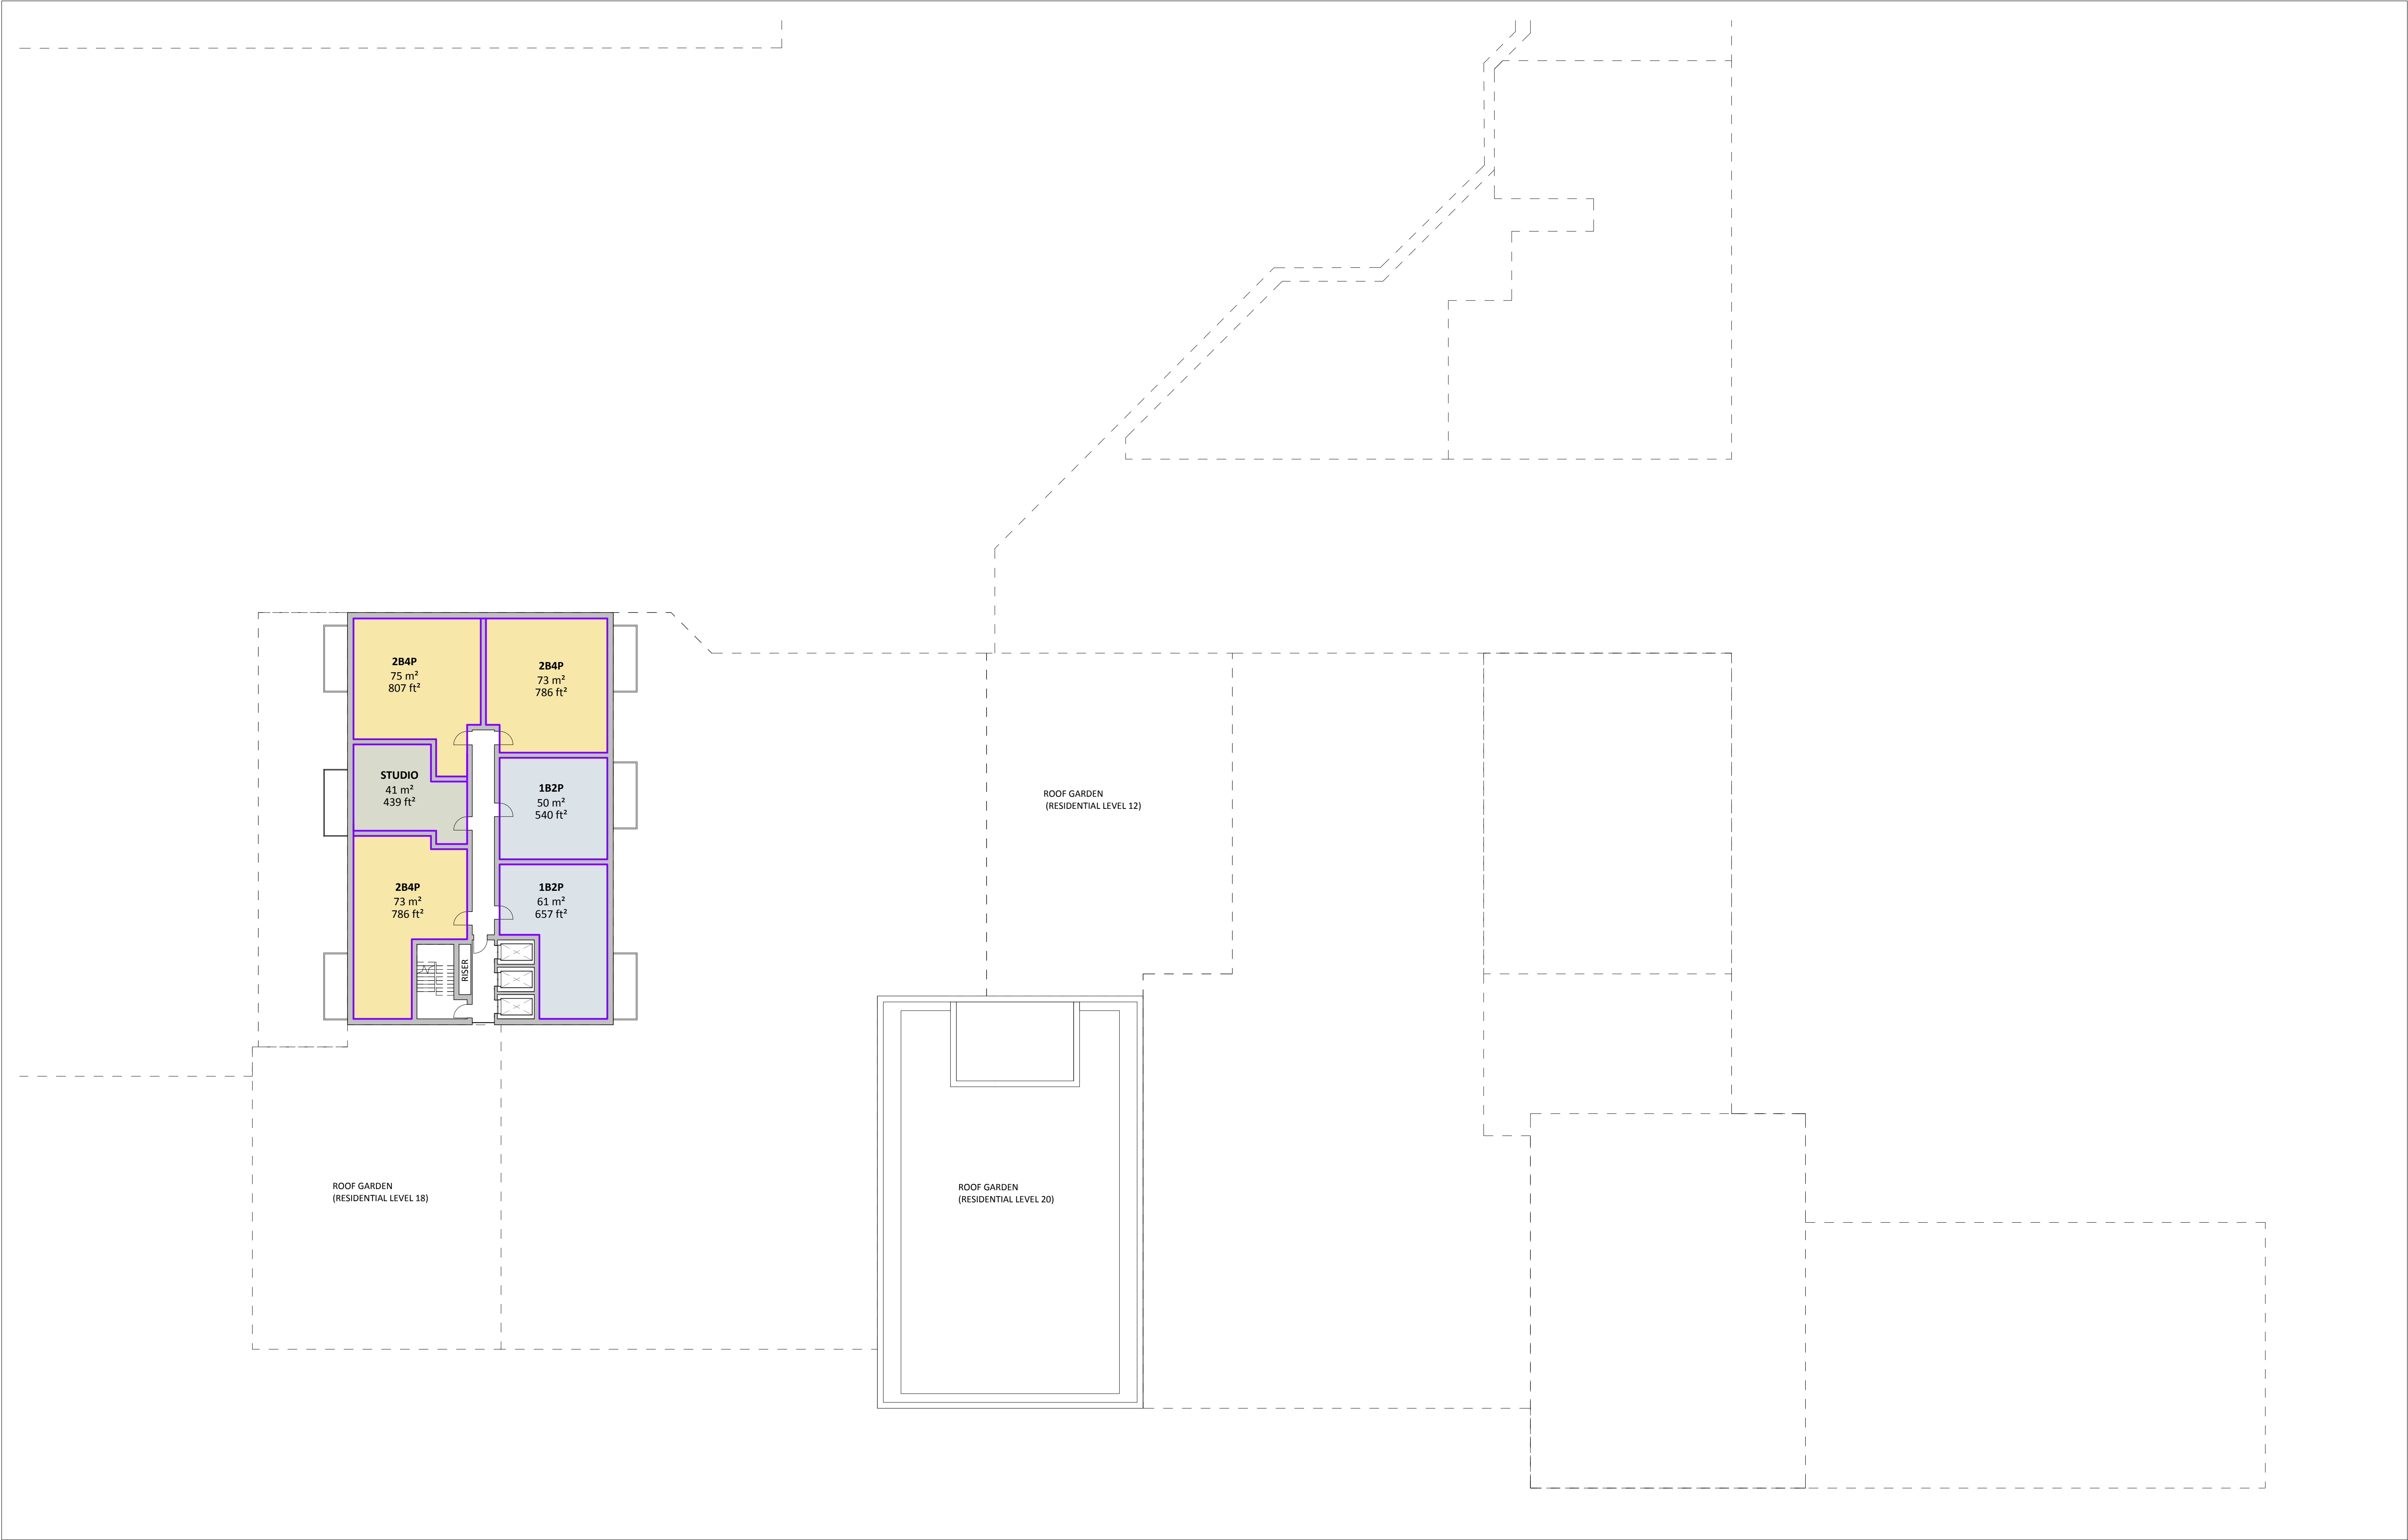 2B4P
75 m²
807 ft²
2B4P
73 m²
786 ft²
STUDIO
41 m²
439 ft²
1B2P
50 m²
540 ft²
2B4P
73 m²
786 ft²
1B2P
61 m²
657 ft²
RISER
ROOF GARDEN
(RESIDENTIAL LEVEL 12)
ROOF GARDEN
(RESIDENTIAL LEVEL 18)
ROOF GARDEN
(RESIDENTIAL LEVEL 20)